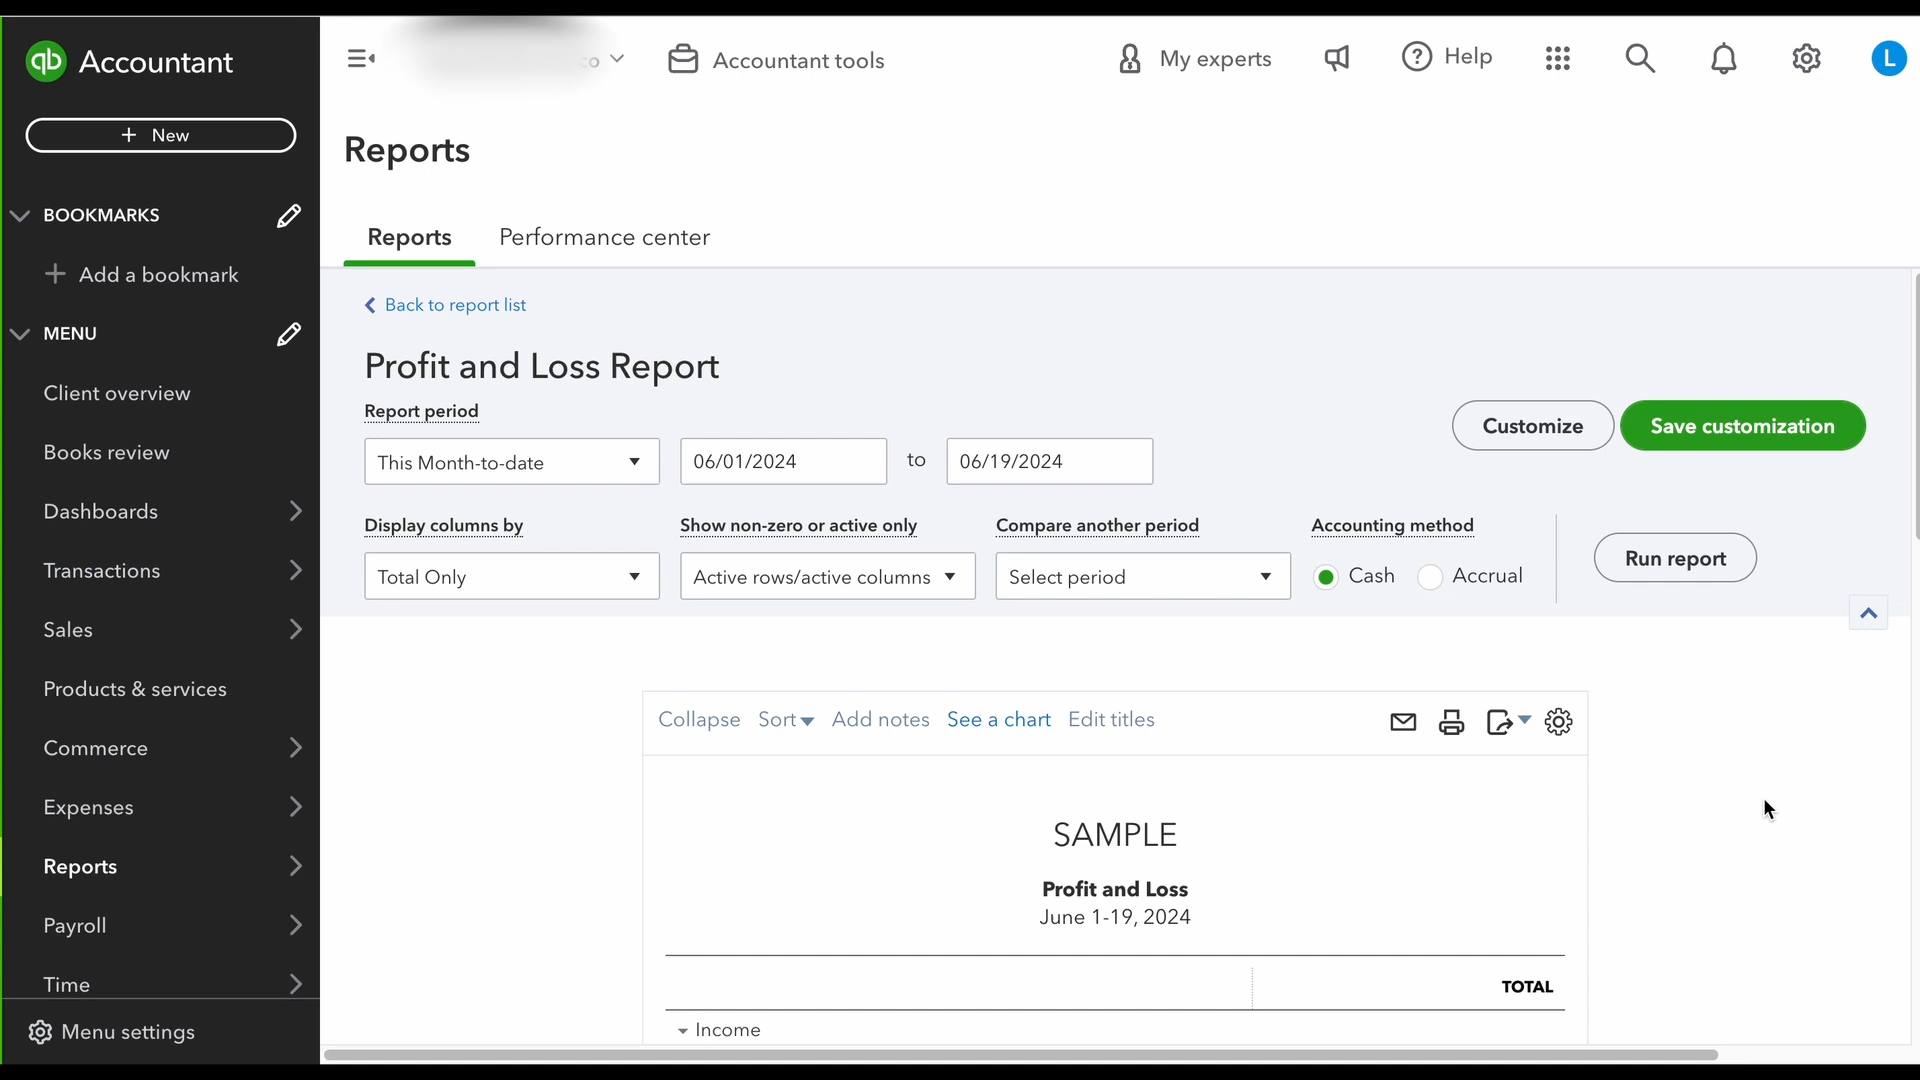 qb Accountant
co
Accountant tools
My experts
Help
L
+ New
Reports
BOOKMARKS
Reports
Performance center
+ Add a bookmark
Back to report list
MENU
Profit and Loss Report
Client overview
Report period
Customize
Save customization
Books review
This Month-to-date
06/01/2024
to
06/19/2024
Dashboards
Display columns by
Show non-zero or active only
Compare another period
Accounting method
Transactions
Total Only
Active rows/active columns
Select period
Cash
Accrual
Run report
Sales
Products & services
Collapse
Sort
Add notes
See a chart
Edit titles
Commerce
Expenses
SAMPLE
Reports
Profit and Loss
June 1-19, 2024
Payroll
Time
TOTAL
Menu settings
Income